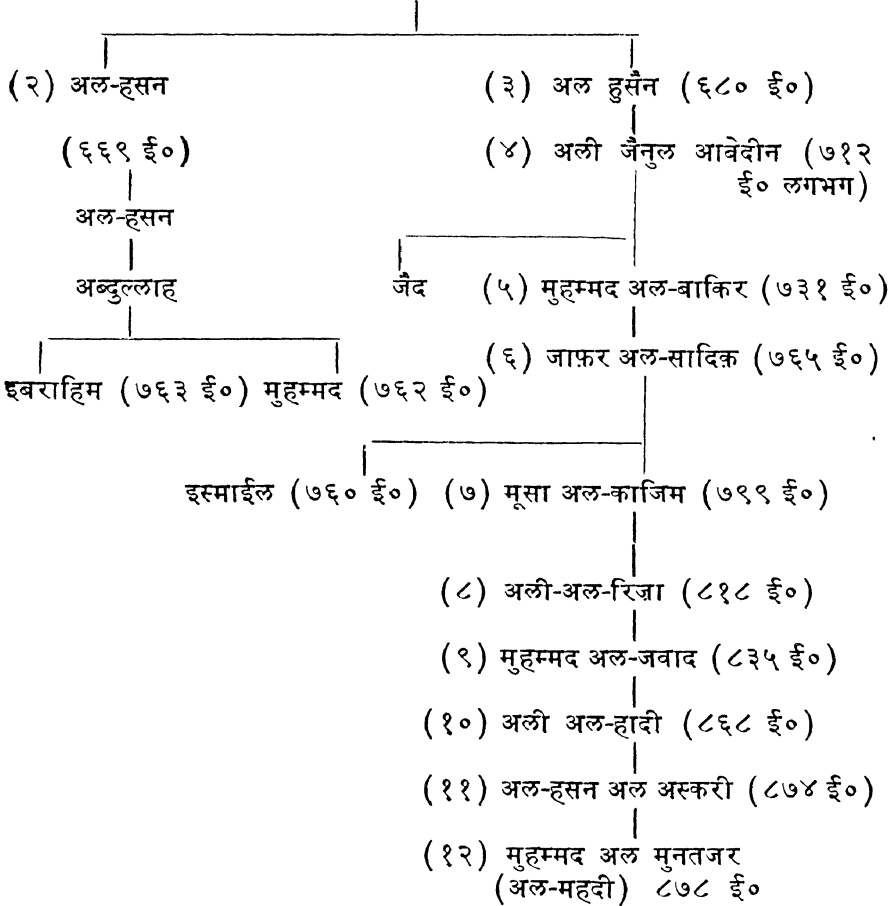 (२) अल-हसन (३) अल हुसैन (६८० ई०)
(६६९ ई०) (४) अली जैनुल आबेदीन (७१२
ई० लगभग)
अल-हसन
अब्दुल्लाह जैद (५) मुहम्मद अल-बाकिर (७३१ ई०)
(६) जाफ़र अल-सादिक़ (७६५ ई०)
इबराहिम (७६३ ई०) मुहम्मद (७६२ ई०)
इस्माईल (७६० ई०) (७) मूसा अल-काजिम (७९९ ई०)
(८) अली-अल-रिज़ा (८१८ ई०)
(९) मुहम्मद अल-जवाद (८३५ ई०)
(१०) अली अल-हादी (८६८ ई०)
(११) अल-हसन अल अस्करी (८७४ ई०)
(१२) मुहम्मद अल मुनतजर
(अल-महदी) ८७८ ई०